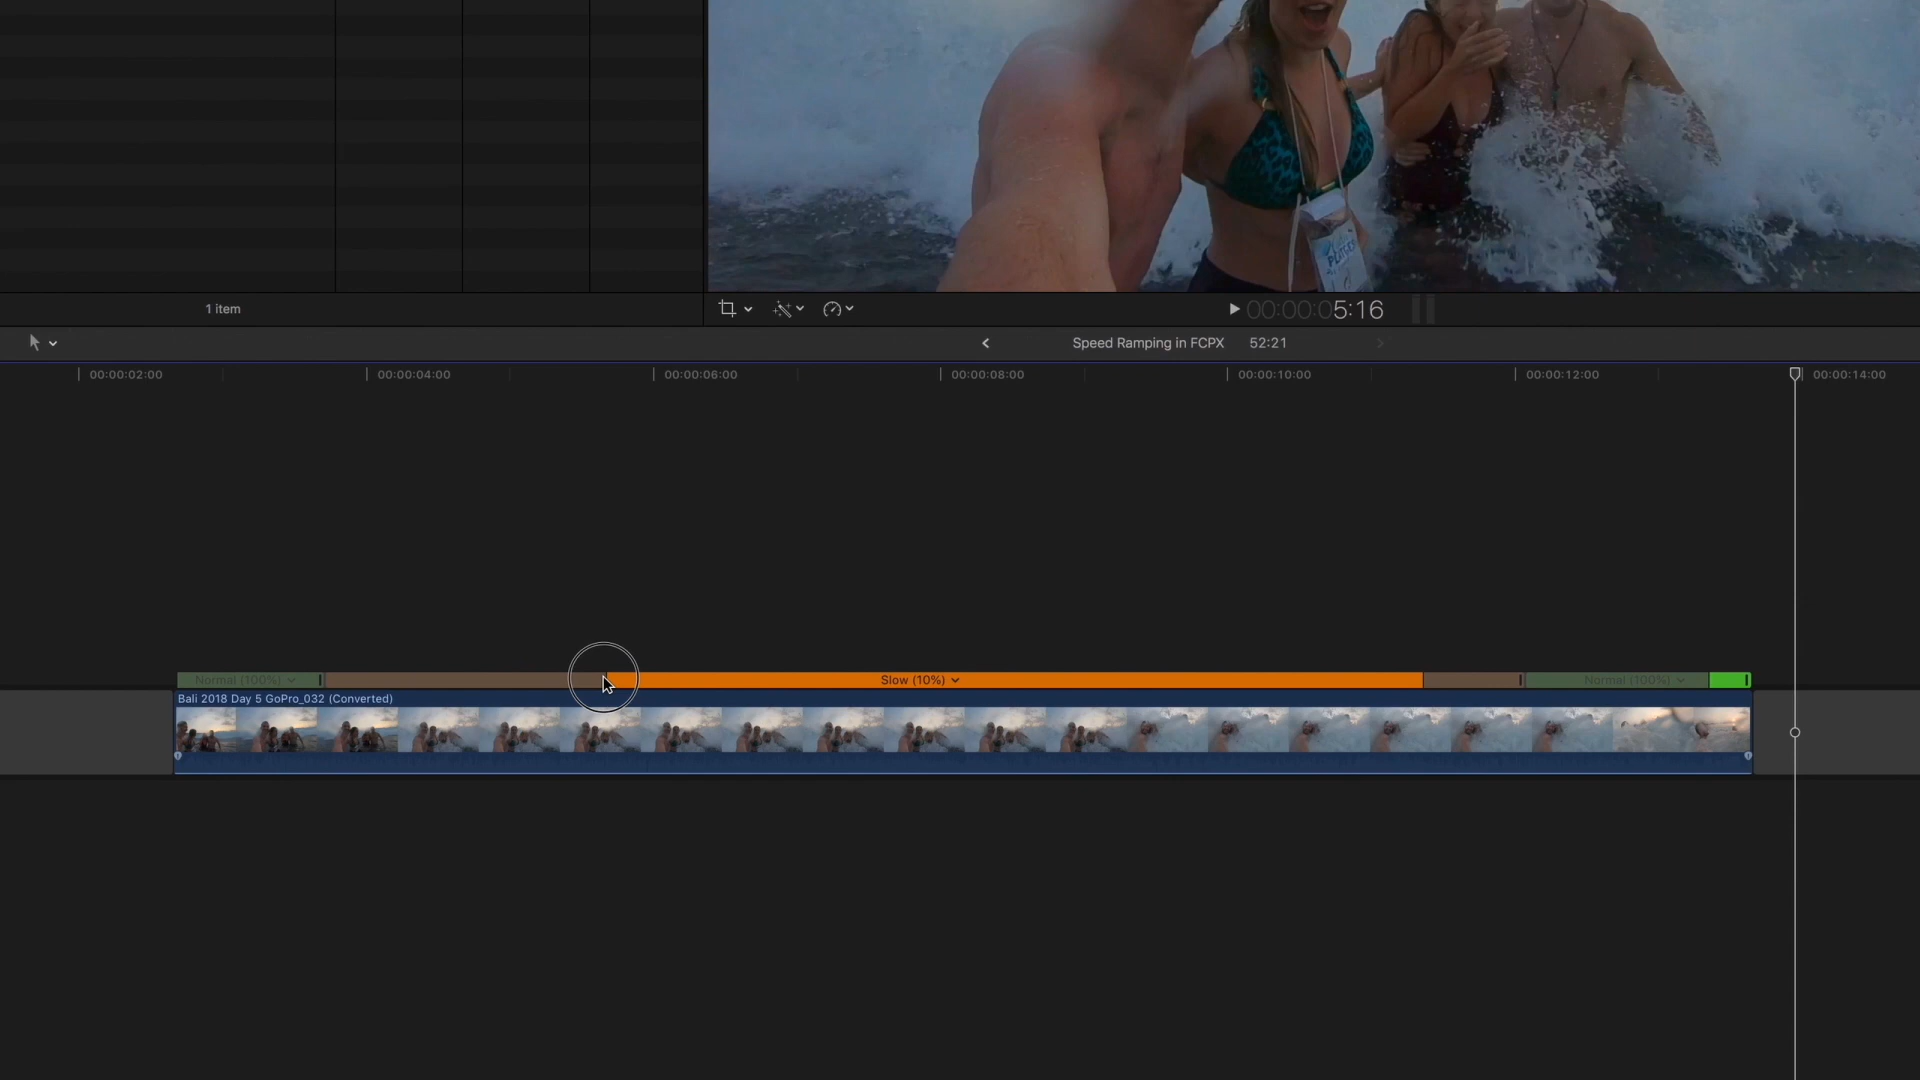 1 item
00:00:05:16
Speed Ramping in FCPX 52:21
00:00:02:00 00:00:04:00 00:00:06:00 00:00:08:00 00:00:10:00 00:00:12:00 00:00:14:00
Normal (100%) Slow (10%) Normal (100%)
Bali 2018 Day 5 GoPro_032 (Converted)